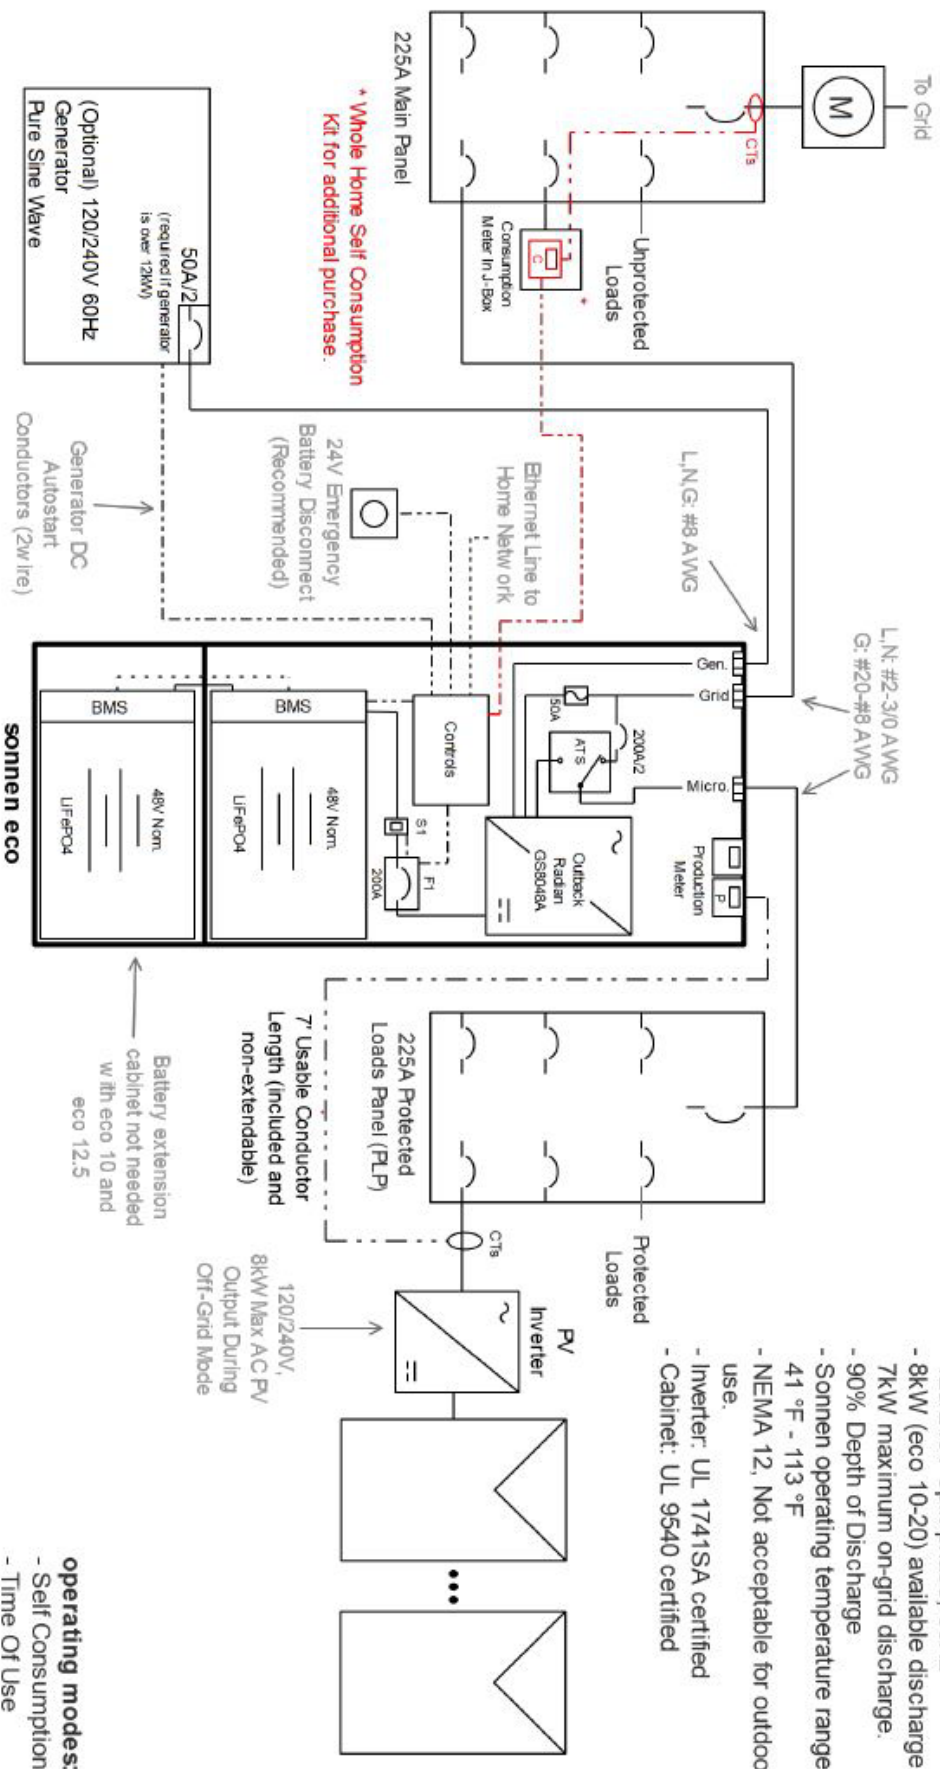 To Grid
M
CTs
225A Main Panel
Unprotected
Loads
C
*
Consumption
Meter In J-Box
* Whole Home Self Consumption
Kit for additional purchase.
50A/2
(required if generator
is over 12kW)
(Optional) 120/240V 60Hz
Generator
Pure Sine Wave
Generator DC
Autostart
Conductors (2wire)
24V Emergency
Battery Disconnect
(Recommended)
Ethernet Line to
Home Network
L,N,G: #8 AWG
L,N: #2-3/0 AWG
G: #20-#8 AWG
Gen.
Grid
Micro.
50A
200A/2
ATS
Production
Meter
P
Controls
Outback
Radian
GS8048A
S1
F1
200A
BMS
48V Nom.
LiFePO4
BMS
48V Nom.
LiFePO4
sonnen eco
Battery extension
cabinet not needed
with eco 10 and
eco 12.5
225A Protected
Loads Panel (PLP)
7' Usable Conductor
Length (included and
non-extendable)
Protected
Loads
CTs
PV
Inverter
120/240V,
8kW Max AC PV
Output During
Off-Grid Mode
- 8kW (eco 10-20) available discharge
7kW maximum on-grid discharge.
- 90% Depth of Discharge
- Sonnen operating temperature range
41 °F - 113 °F
- NEMA 12, Not acceptable for outdoo
use.
- Inverter: UL 1741SA certified
- Cabinet: UL 9540 certified
operating modes:
- Self Consumption
- Time Of Use